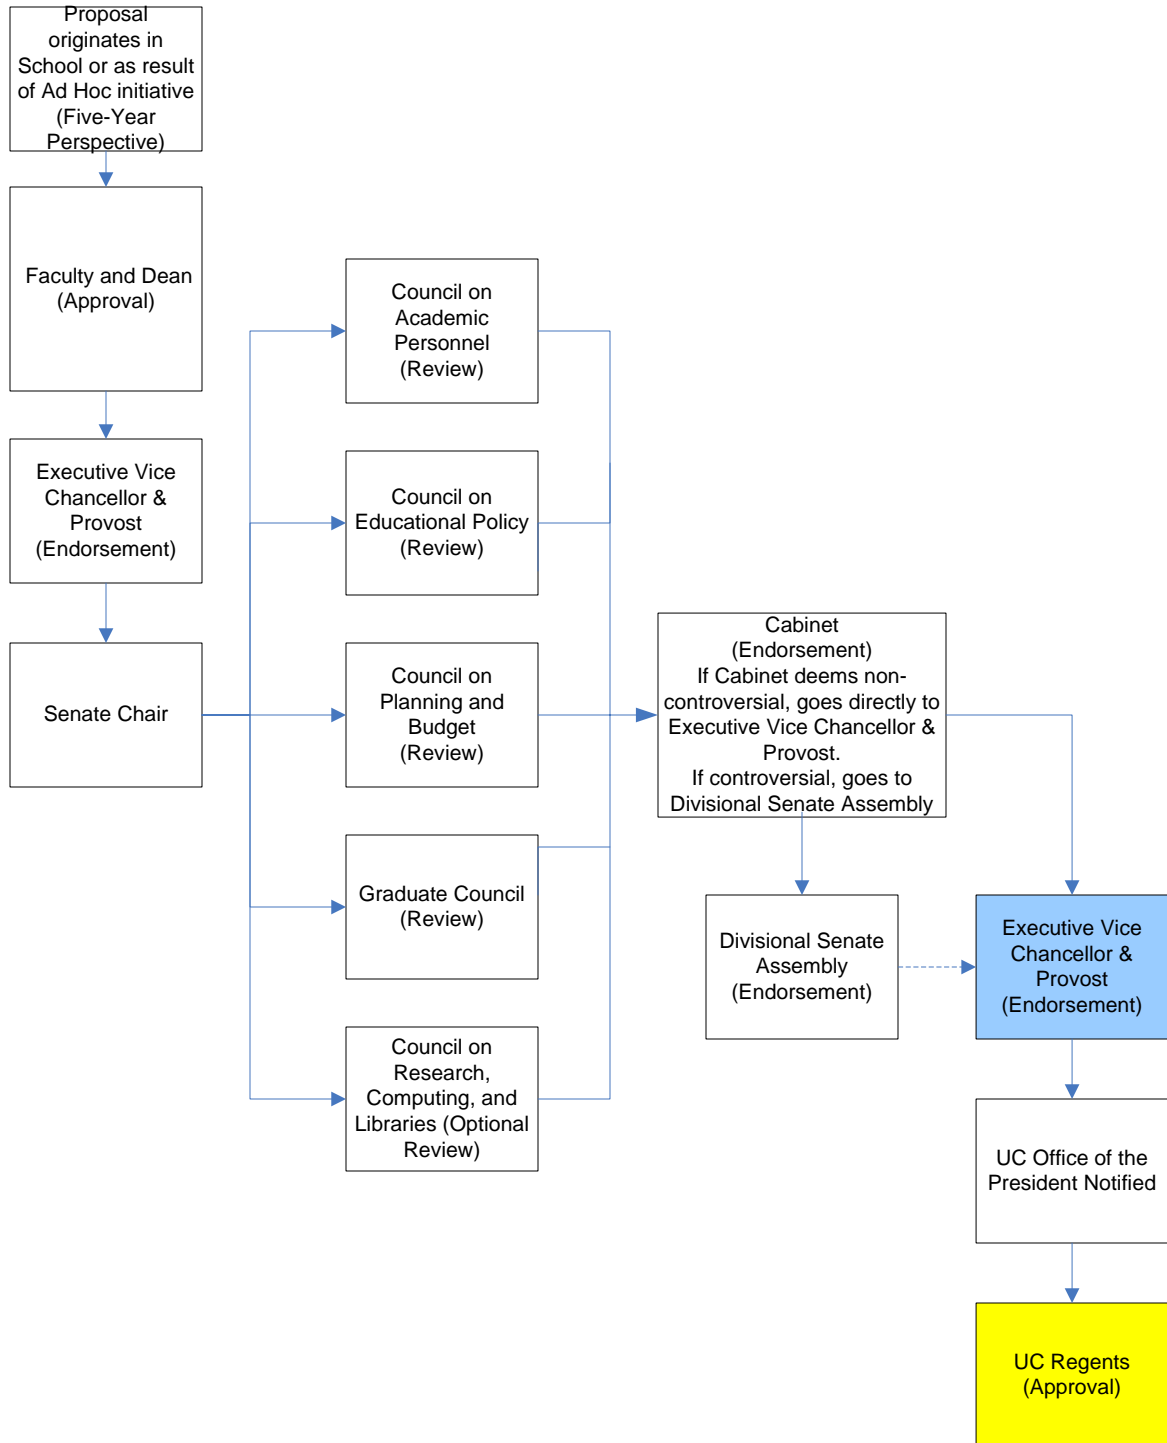 Proposal
originates in
School or as result
of Ad Hoc initiative
(Five-Year
Perspective)
Faculty and Dean
(Approval)
Executive Vice
Chancellor &
Provost
(Endorsement)
Senate Chair
Council on
Academic
Personnel
(Review)
Council on
Educational Policy
(Review)
Council on
Planning and
Budget
(Review)
Graduate Council
(Review)
Council on
Research,
Computing, and
Libraries (Optional
Review)
Cabinet
(Endorsement)
If Cabinet deems non-
controversial, goes directly to
Executive Vice Chancellor &
Provost.
If controversial, goes to
Divisional Senate Assembly
Divisional Senate
Assembly
(Endorsement)
Executive Vice
Chancellor &
Provost
(Endorsement)
UC Office of the
President Notified
UC Regents
(Approval)